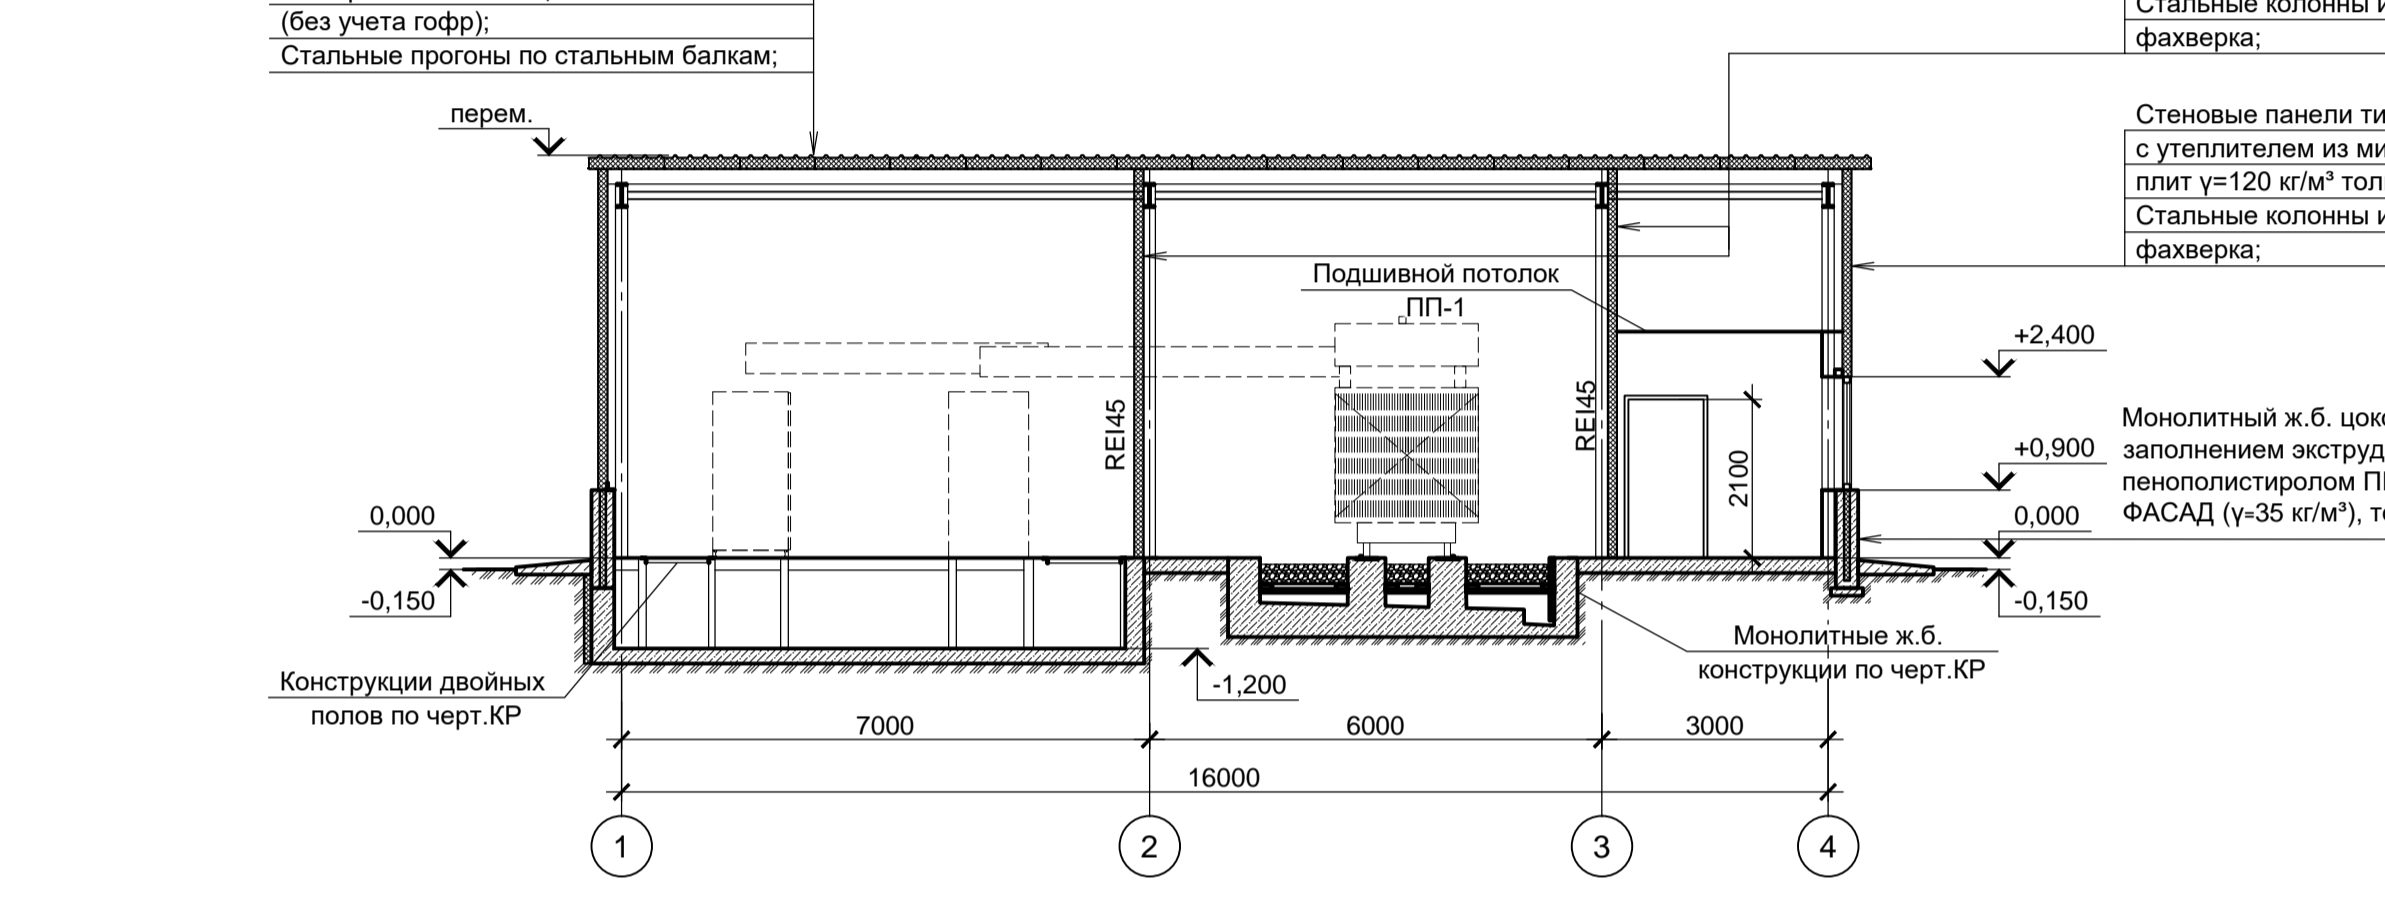 (без учета гофр);
Стальные прогоны по стальным балкам;
Стальные колонны и
фахверка;
перем.
Стеновые панели ти
с утеплителем из ми
плит γ=120 кг/м³ тол
Стальные колонны и
фахверка;
Подшивной потолок
ПП-1
+2,400
REI45
REI45
2100
Монолитный ж.б. цок
заполнением экструд
пенополистиролом П
ФАСАД (γ=35 кг/м³), т
+0,900
0,000
0,000
-0,150
-0,150
Монолитные ж.б.
конструкции по черт.КР
Конструкции двойных
полов по черт.КР
-1,200
7000
6000
3000
16000
1
2
3
4